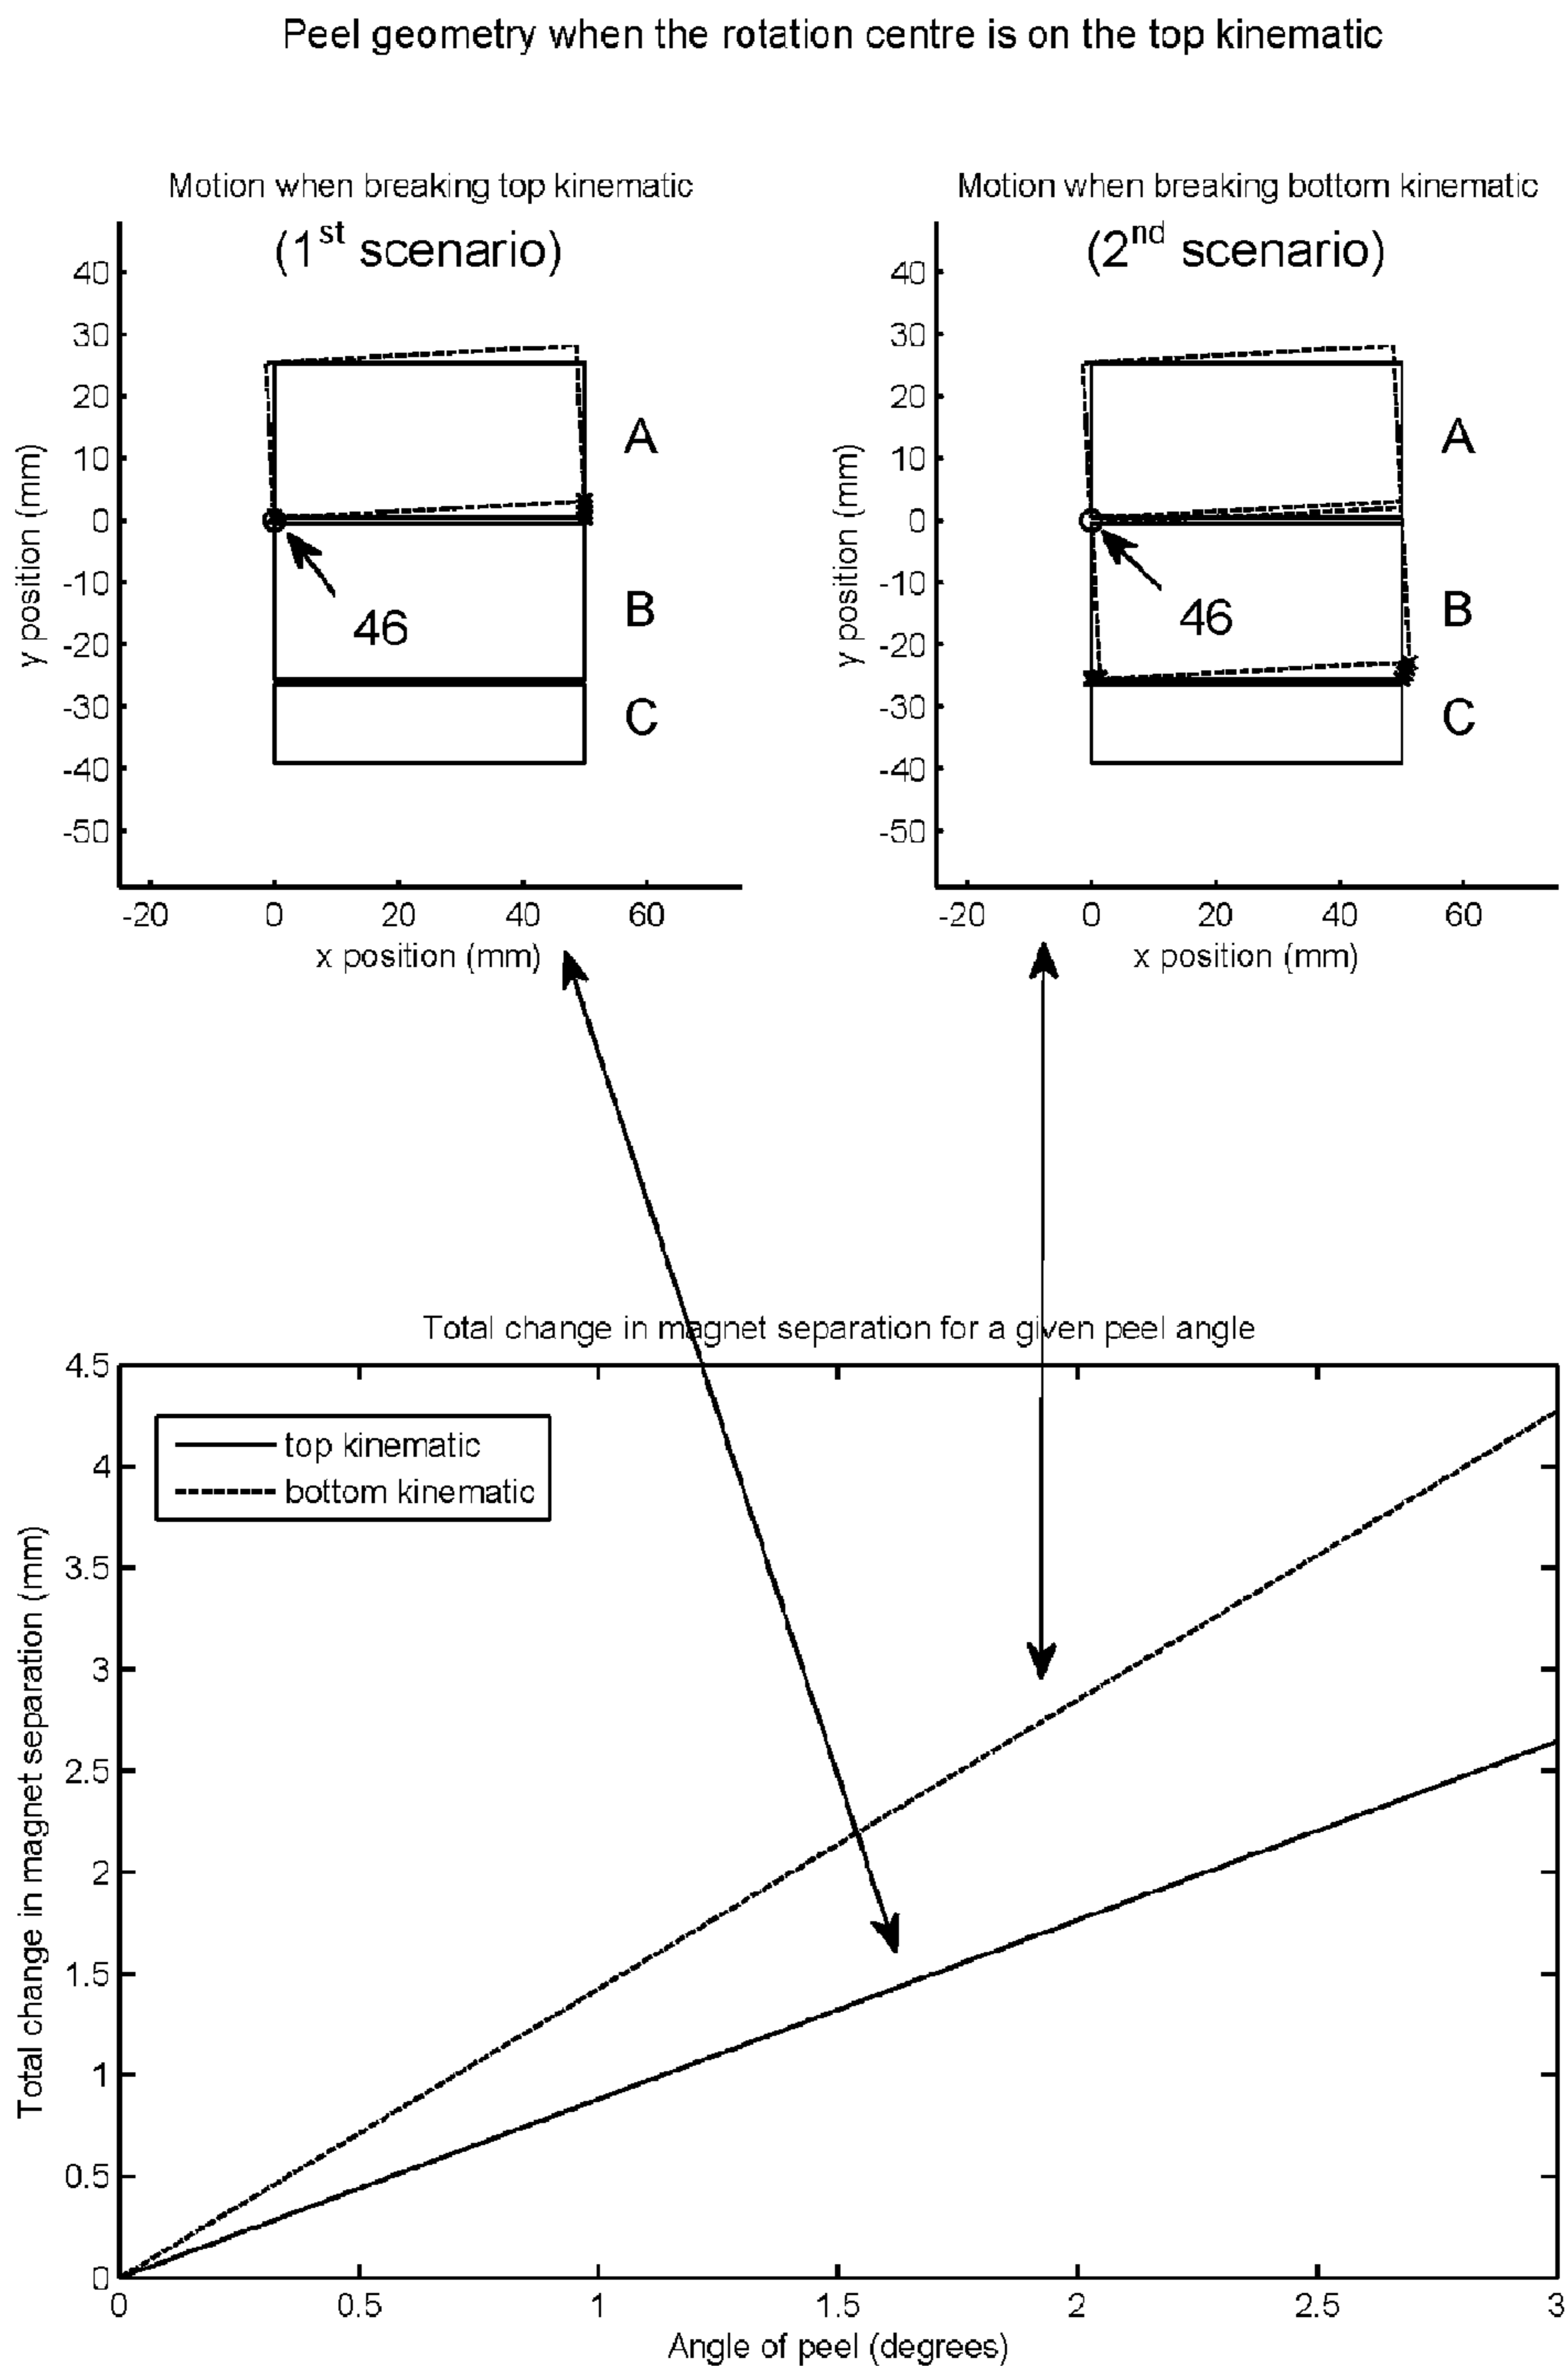 Peel geometry when the rotation centre is on the top kinematic
Motion when breaking top kinematic
(1st scenario)
40
30
20
10
0
-10
-20
-30
-40
-50
y position (mm)
A
B
C
46
-20 0 20 40 60
x position (mm)
Motion when breaking bottom kinematic
(2nd scenario)
40
30
20
10
0
-10
-20
-30
-40
-50
y position (mm)
A
B
C
46
-20 0 20 40 60
x position (mm)
Total change in magnet separation for a given peel angle
4.5
4
3.5
3
2.5
2
1.5
1
0.5
0
Total change in magnet separation (mm)
top kinematic
bottom kinematic
0 0.5 1 1.5 2 2.5 3
Angle of peel (degrees)